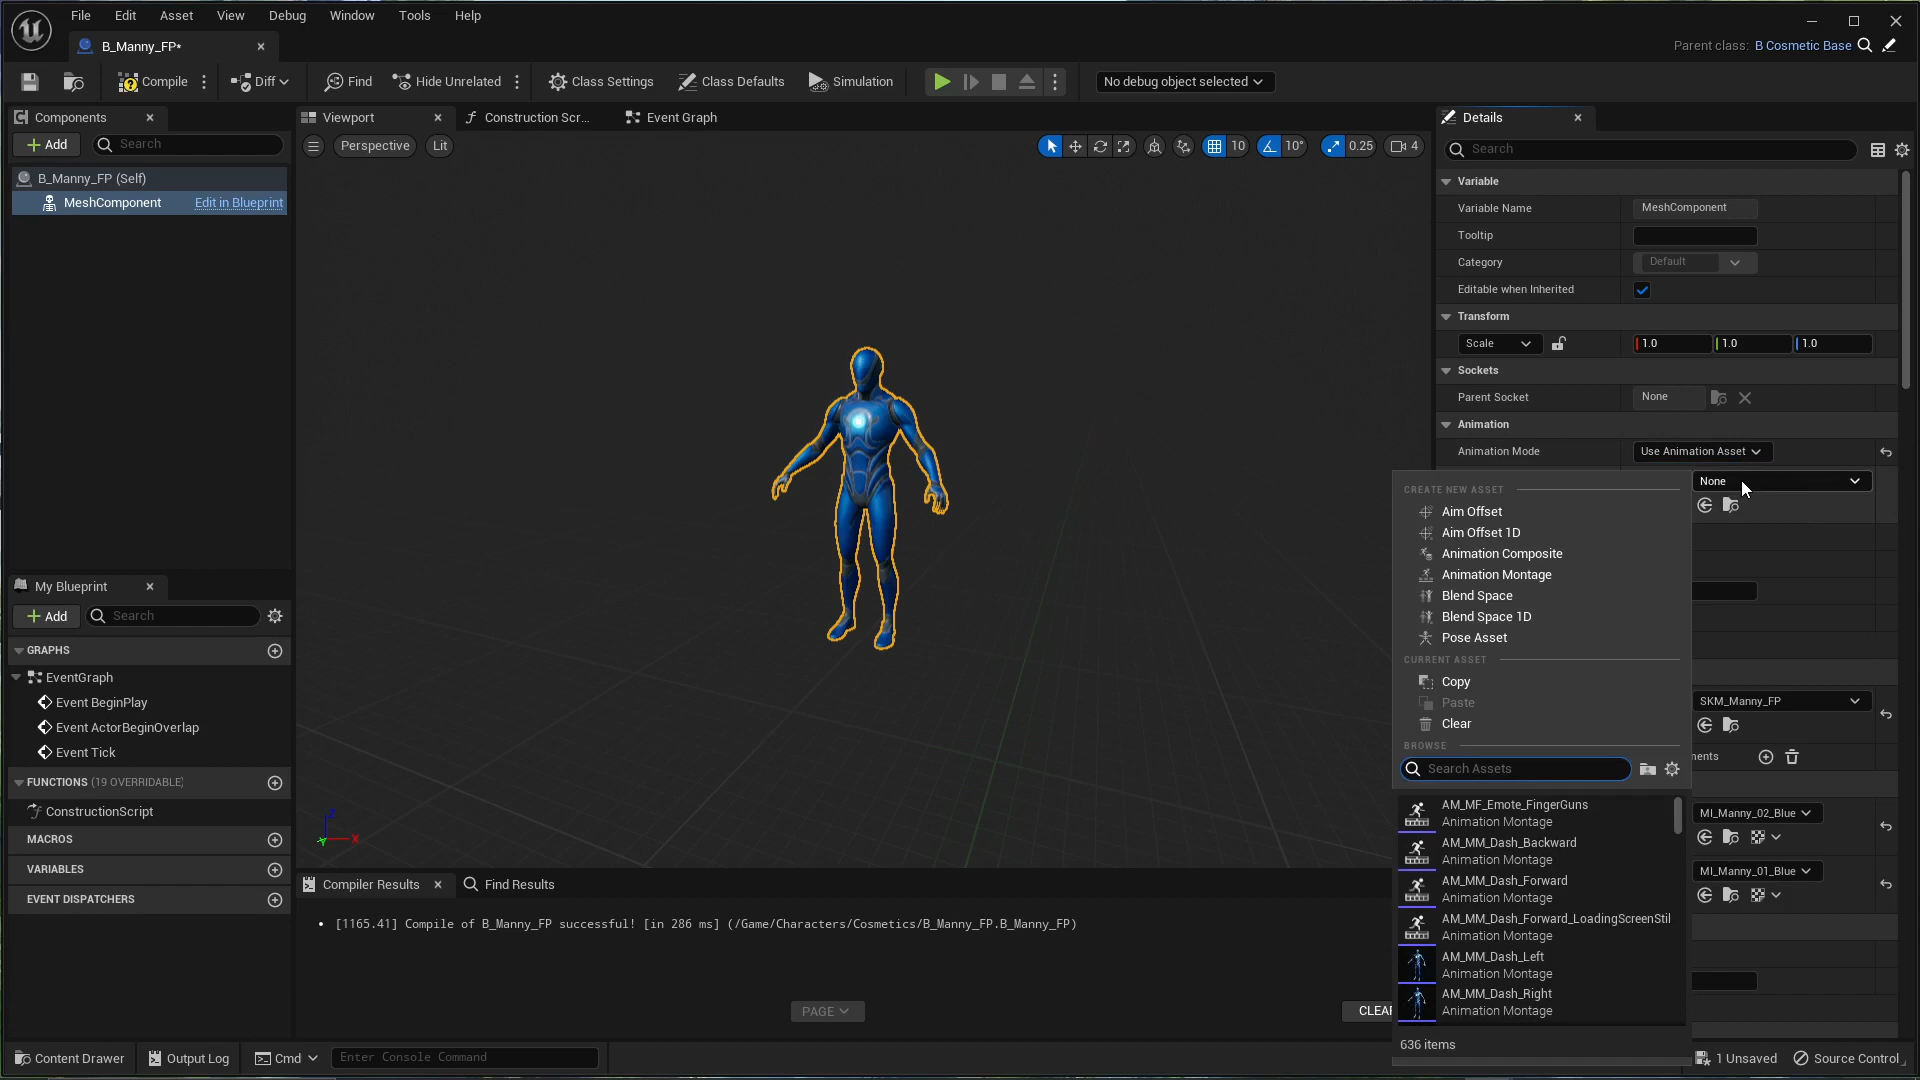 File Edit Asset View Debug Window Tools Help
B_Manny_FP*
Parent class: B Cosmetic Base
Compile
Diff
Find
Hide Unrelated
Class Settings
Class Defaults
Simulation
No debug object selected
Components
Add
Search
B_Manny_FP (Self)
MeshComponent Edit in Blueprint
My Blueprint
Add
Search
GRAPHS
EventGraph
Event BeginPlay
Event ActorBeginOverlap
Event Tick
FUNCTIONS (19 OVERRIDABLE)
ConstructionScript
MACROS
VARIABLES
EVENT DISPATCHERS
Viewport
Construction Scr...
Event Graph
Perspective
Lit
10
10°
0.25
4
Z
X
Y
Compiler Results
Find Results
[1165.41] Compile of B_Manny_FP successful! [in 286 ms] (/Game/Characters/Cosmetics/B_Manny_FP.B_Manny_FP)
PAGE
CLEAR
Details
Search
Variable
Variable Name MeshComponent
Tooltip
Category Default
Editable when Inherited
Transform
Scale 1.0 1.0 1.0
Sockets
Parent Socket None
Animation
Animation Mode Use Animation Asset
None
CREATE NEW ASSET
Aim Offset
Aim Offset 1D
Animation Composite
Animation Montage
Blend Space
Blend Space 1D
Pose Asset
CURRENT ASSET
Copy
Paste
Clear
BROWSE
Search Assets
AM_MF_Emote_FingerGuns
Animation Montage
AM_MM_Dash_Backward
Animation Montage
AM_MM_Dash_Forward
Animation Montage
AM_MM_Dash_Forward_LoadingScreenStil
Animation Montage
AM_MM_Dash_Left
Animation Montage
AM_MM_Dash_Right
Animation Montage
636 items
SKM_Manny_FP
nents
MI_Manny_02_Blue
MI_Manny_01_Blue
Content Drawer
Output Log
Cmd
Enter Console Command
1 Unsaved
Source Control